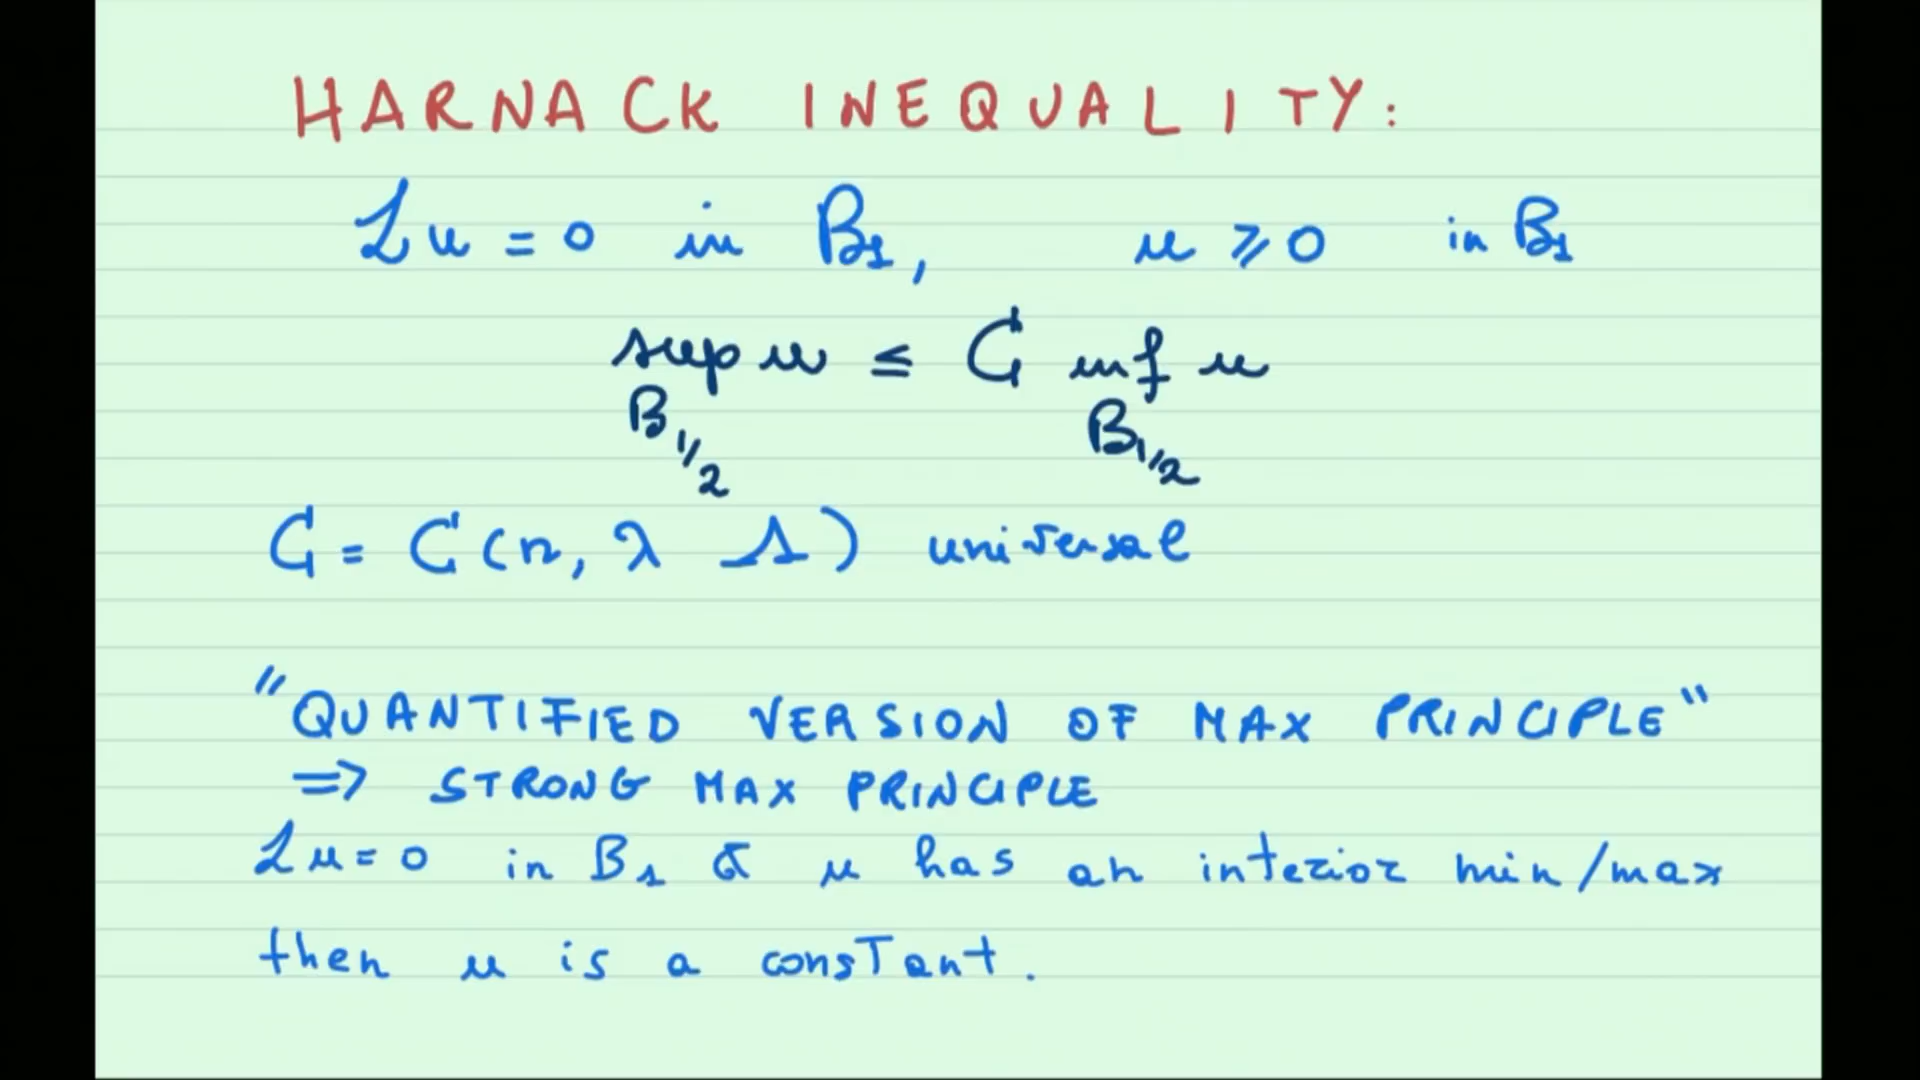 HARNACK INEQUALITY:
ℒu = 0 in B₁, u ⩾ 0 in B₁
sup u ≤ C inf u
B₁/₂ B₁/₂
C = C(n, λ Λ) universal
"QUANTIFIED VERSION OF MAX PRINCIPLE"
⇒ STRONG MAX PRINCIPLE
ℒu = 0 in B₁ & u has an interior min/max
then u is a constant.